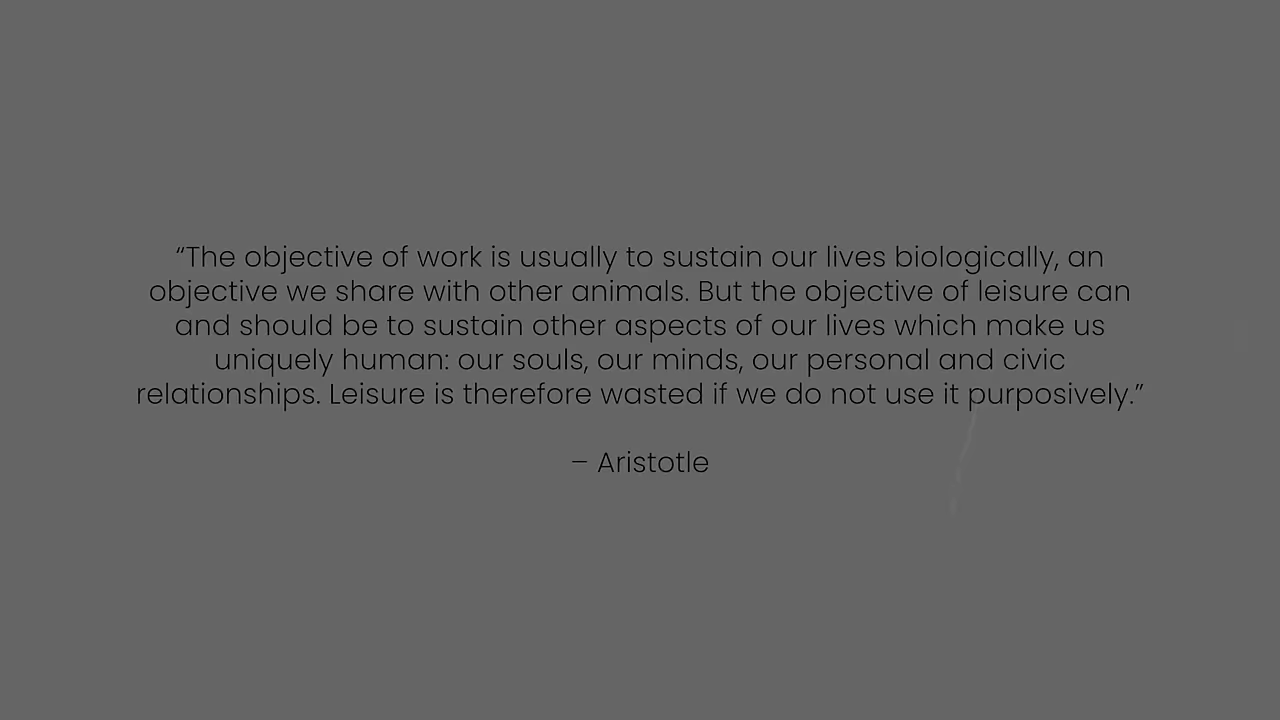 “The objective of work is usually to sustain our lives biologically, an
objective we share with other animals. But the objective of leisure can
and should be to sustain other aspects of our lives which make us
uniquely human: our souls, our minds, our personal and civic
relationships. Leisure is therefore wasted if we do not use it purposively.”
– Aristotle